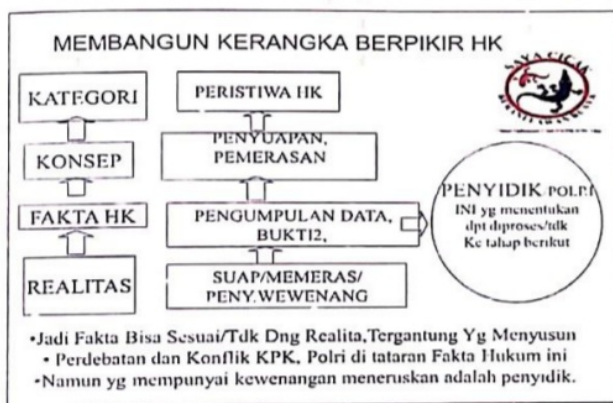 MEMBANGUN KERANGKA BERPIKIR HK
SAYA CICAK
KATEGORI
KONSEP
FAKTA HK
REALITAS
PERISTIWA HK
PENYUAPAN,
PEMERASAN
PENGUMPULAN DATA,
BUKTI2,
SUAP/MEMERAS/
PENY.WEWENANG
PENYIDIK POLRI
INI yg menentukan
dpt diproses/tdk
Ke tahap berikut
•Jadi Fakta Bisa Sesuai/Tdk Dng Realita,Tergantung Yg Menyusun
• Perdebatan dan Konflik KPK, Polri di tataran Fakta Hukum ini
•Namun yg mempunyai kewenangan meneruskan adalah penyidik.